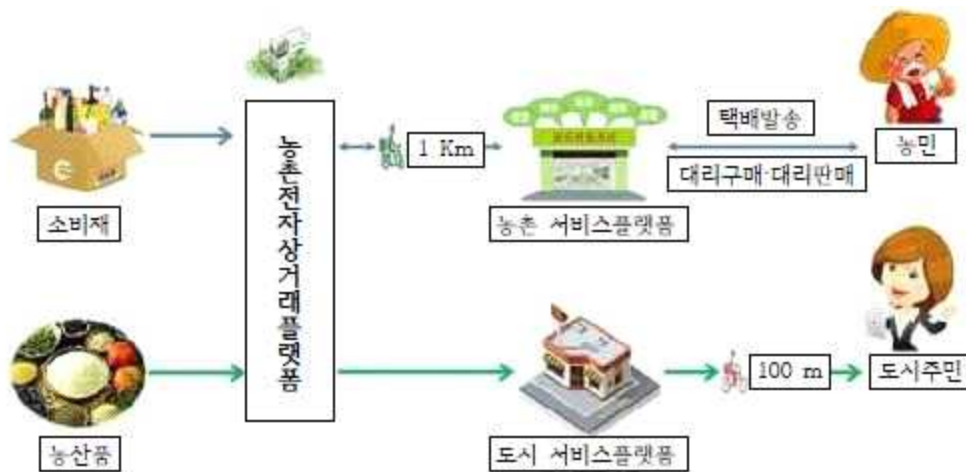 소비재
농촌전자상거래플랫폼
1 Km
농촌 서비스플랫폼
택배발송
대리구매·대리판매
농민
농산품
도시 서비스플랫폼
100 m
도시주민